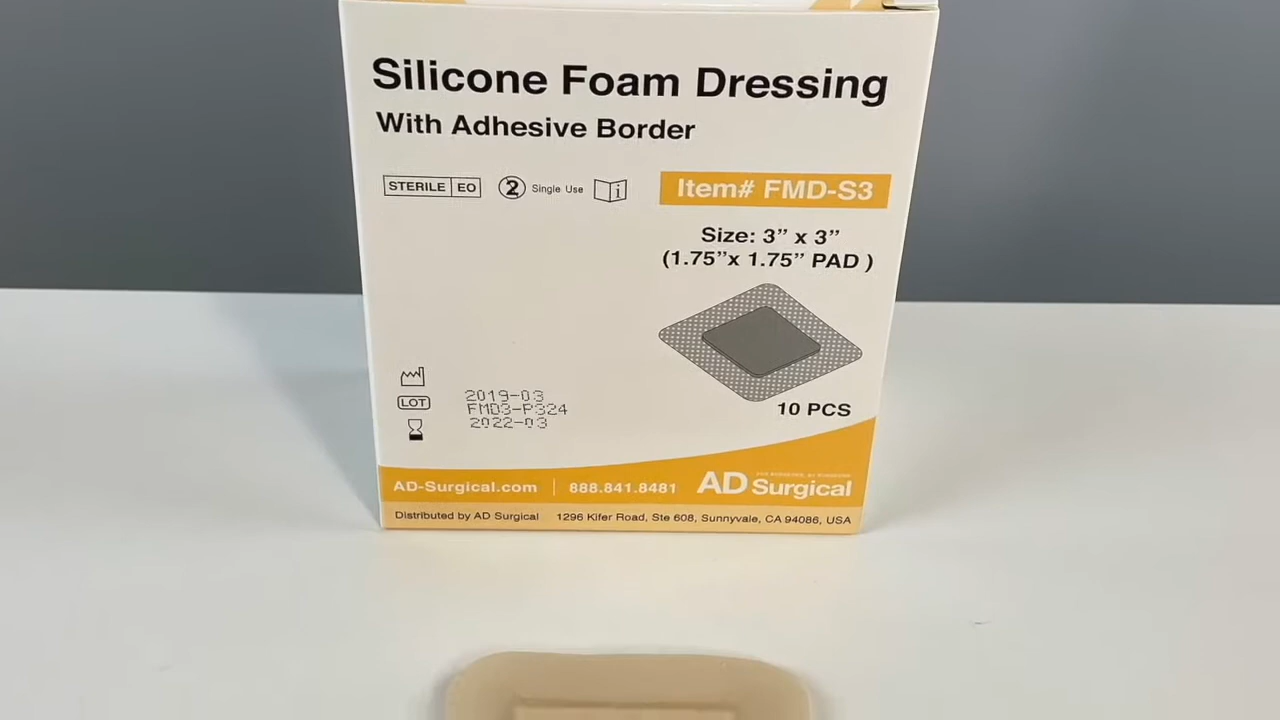 Silicone Foam Dressing
With Adhesive Border
STERILE EO 2 Single Use i
Item# FMD-S3
Size: 3” x 3”
(1.75”x 1.75” PAD )
10 PCS
2019-03
LOT FMD3-P324
2022-03
AD-Surgical.com 888.841.8481 AD Surgical
Distributed by AD Surgical 1296 Kifer Road, Ste 608, Sunnyvale, CA 94086, USA